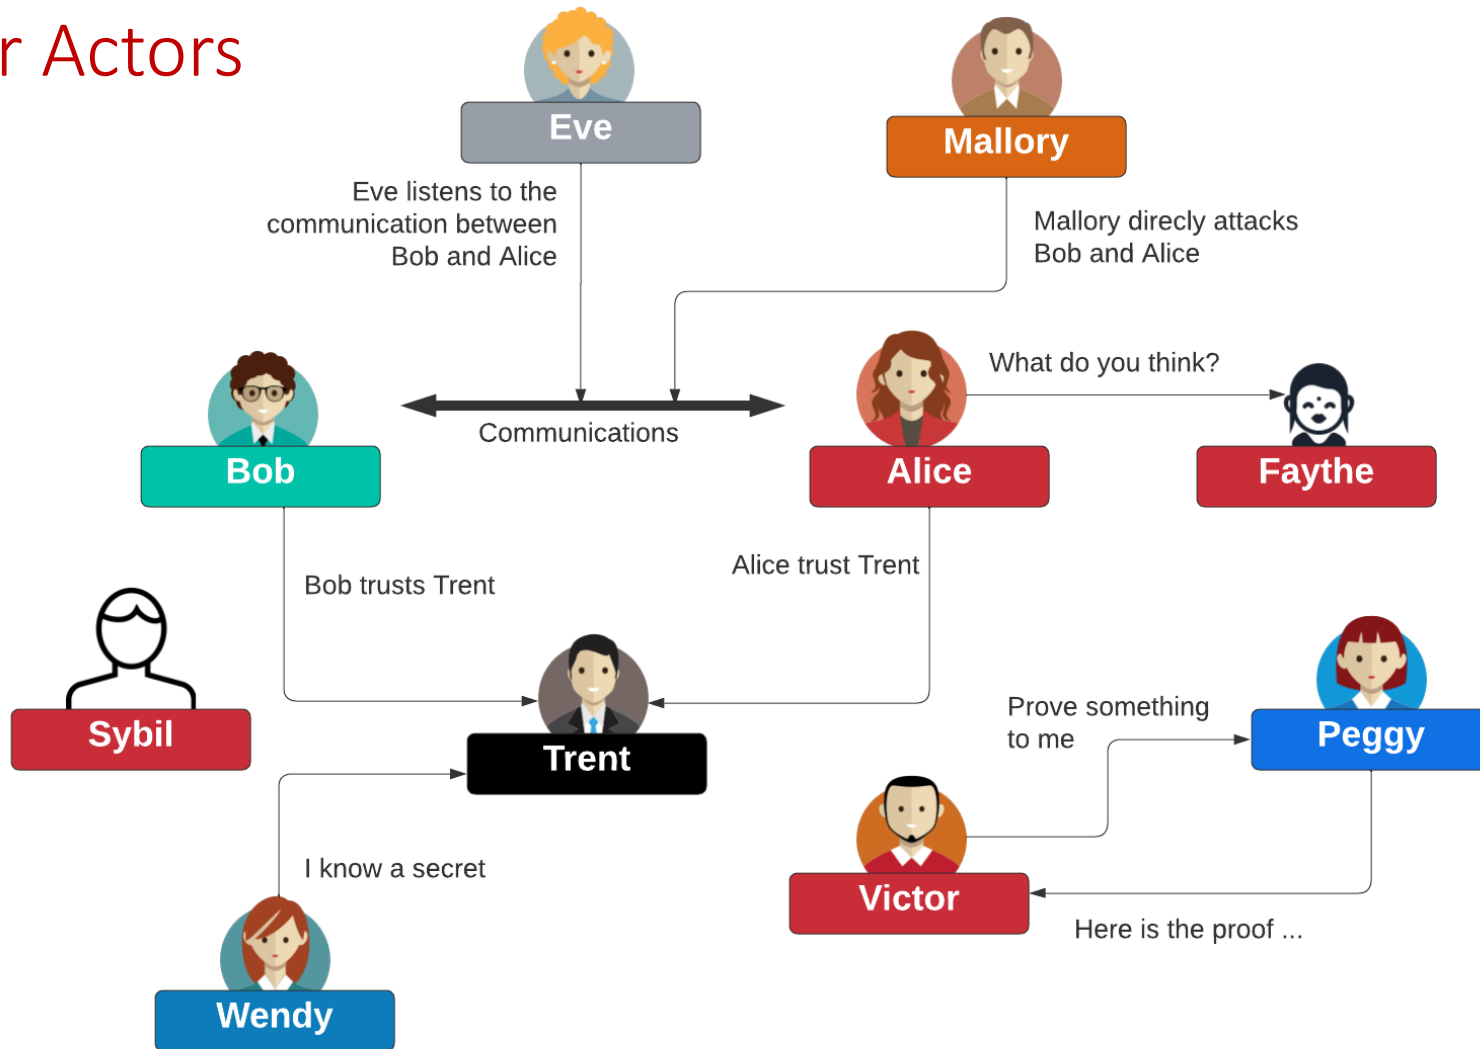 r Actors
Eve
Mallory
Eve listens to the
communication between
Bob and Alice
Mallory direcly attacks
Bob and Alice
What do you think?
Communications
Bob
Alice
Faythe
Bob trusts Trent
Alice trust Trent
Sybil
Trent
Prove something
to me
Peggy
I know a secret
Victor
Here is the proof ...
Wendy